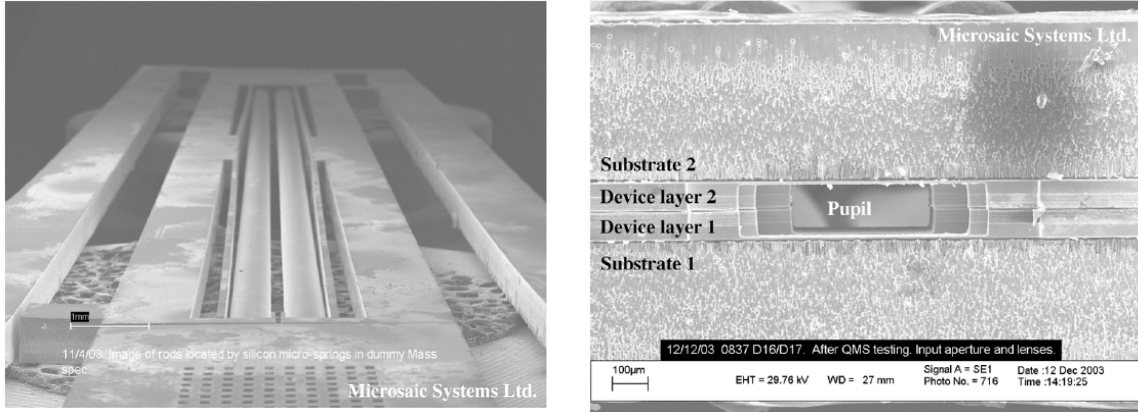 1mm
11/4/03 Image of rods located by silicon micro-springs in dummy Mass
spec
Microsaic Systems Ltd.
Microsaic Systems Ltd.
Substrate 2
Device layer 2
Pupil
Device layer 1
Substrate 1
12/12/03 0837 D16/D17. After QMS testing. Input aperture and lenses.
100µm
EHT = 29.76 kV
WD = 27 mm
Signal A = SE1
Photo No. = 716
Date :12 Dec 2003
Time :14:19:25